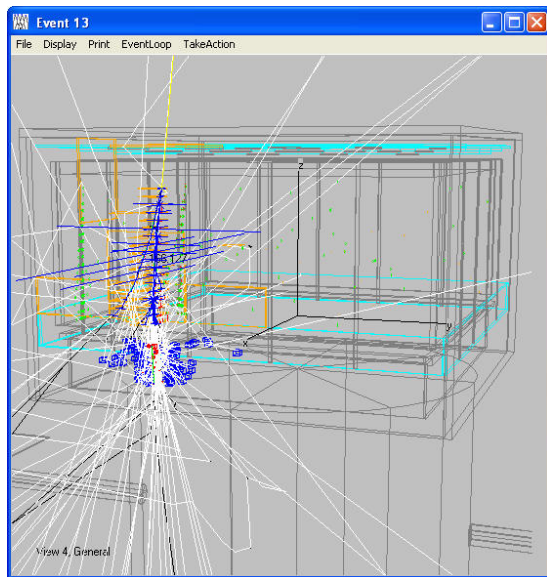 Event 13
File Display Print EventLoop TakeAction
z
y
x
View 4, General